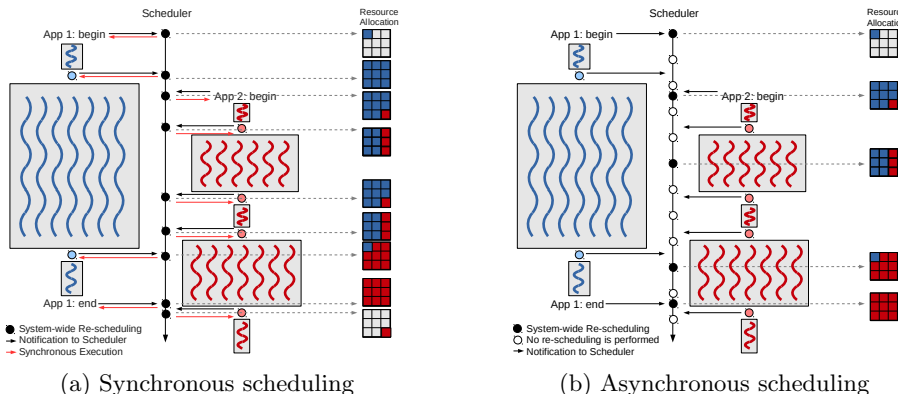 Scheduler
Resource
Allocation
App 1: begin
App 2: begin
App 1: end
System-wide Re-scheduling
Notification to Scheduler
Synchronous Execution
(a) Synchronous scheduling
Scheduler
Resource
Allocation
App 1: begin
App 2: begin
App 1: end
System-wide Re-scheduling
No re-scheduling is performed
Notification to Scheduler
(b) Asynchronous scheduling